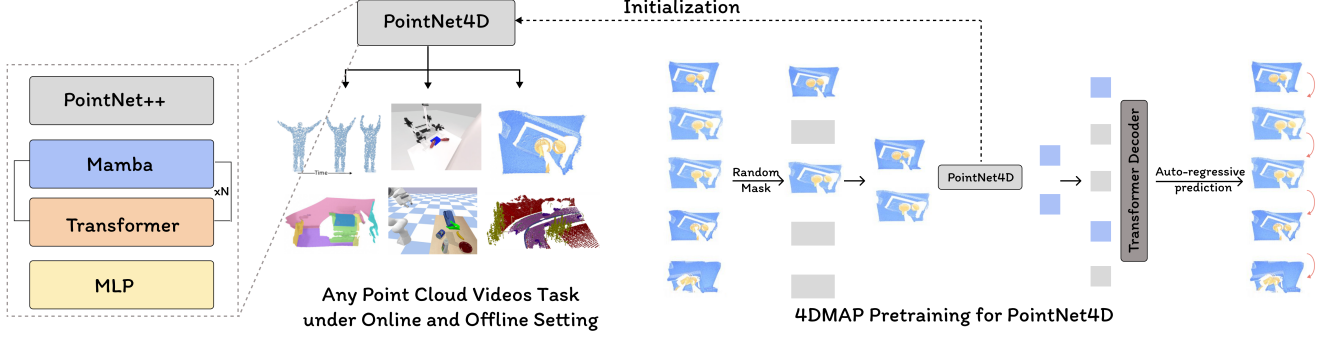 Initialization
PointNet4D
PointNet++
Mamba
xN
Transformer
MLP
Time
Any Point Cloud Videos Task
under Online and Offline Setting
Random
Mask
PointNet4D
Transformer Decoder
Auto-regressive
prediction
4DMAP Pretraining for PointNet4D